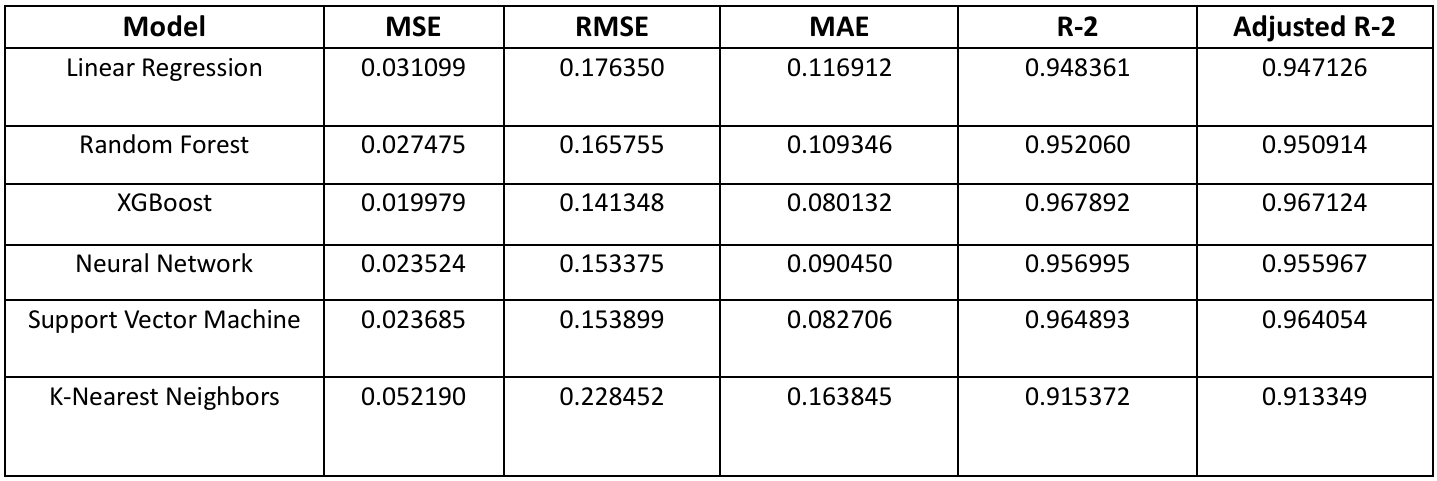 Model MSE RMSE MAE R-2 Adjusted R-2
Linear Regression 0.031099 0.176350 0.116912 0.948361 0.947126
Random Forest 0.027475 0.165755 0.109346 0.952060 0.950914
XGBoost 0.019979 0.141348 0.080132 0.967892 0.967124
Neural Network 0.023524 0.153375 0.090450 0.956995 0.955967
Support Vector Machine 0.023685 0.153899 0.082706 0.964893 0.964054
K-Nearest Neighbors 0.052190 0.228452 0.163845 0.915372 0.913349